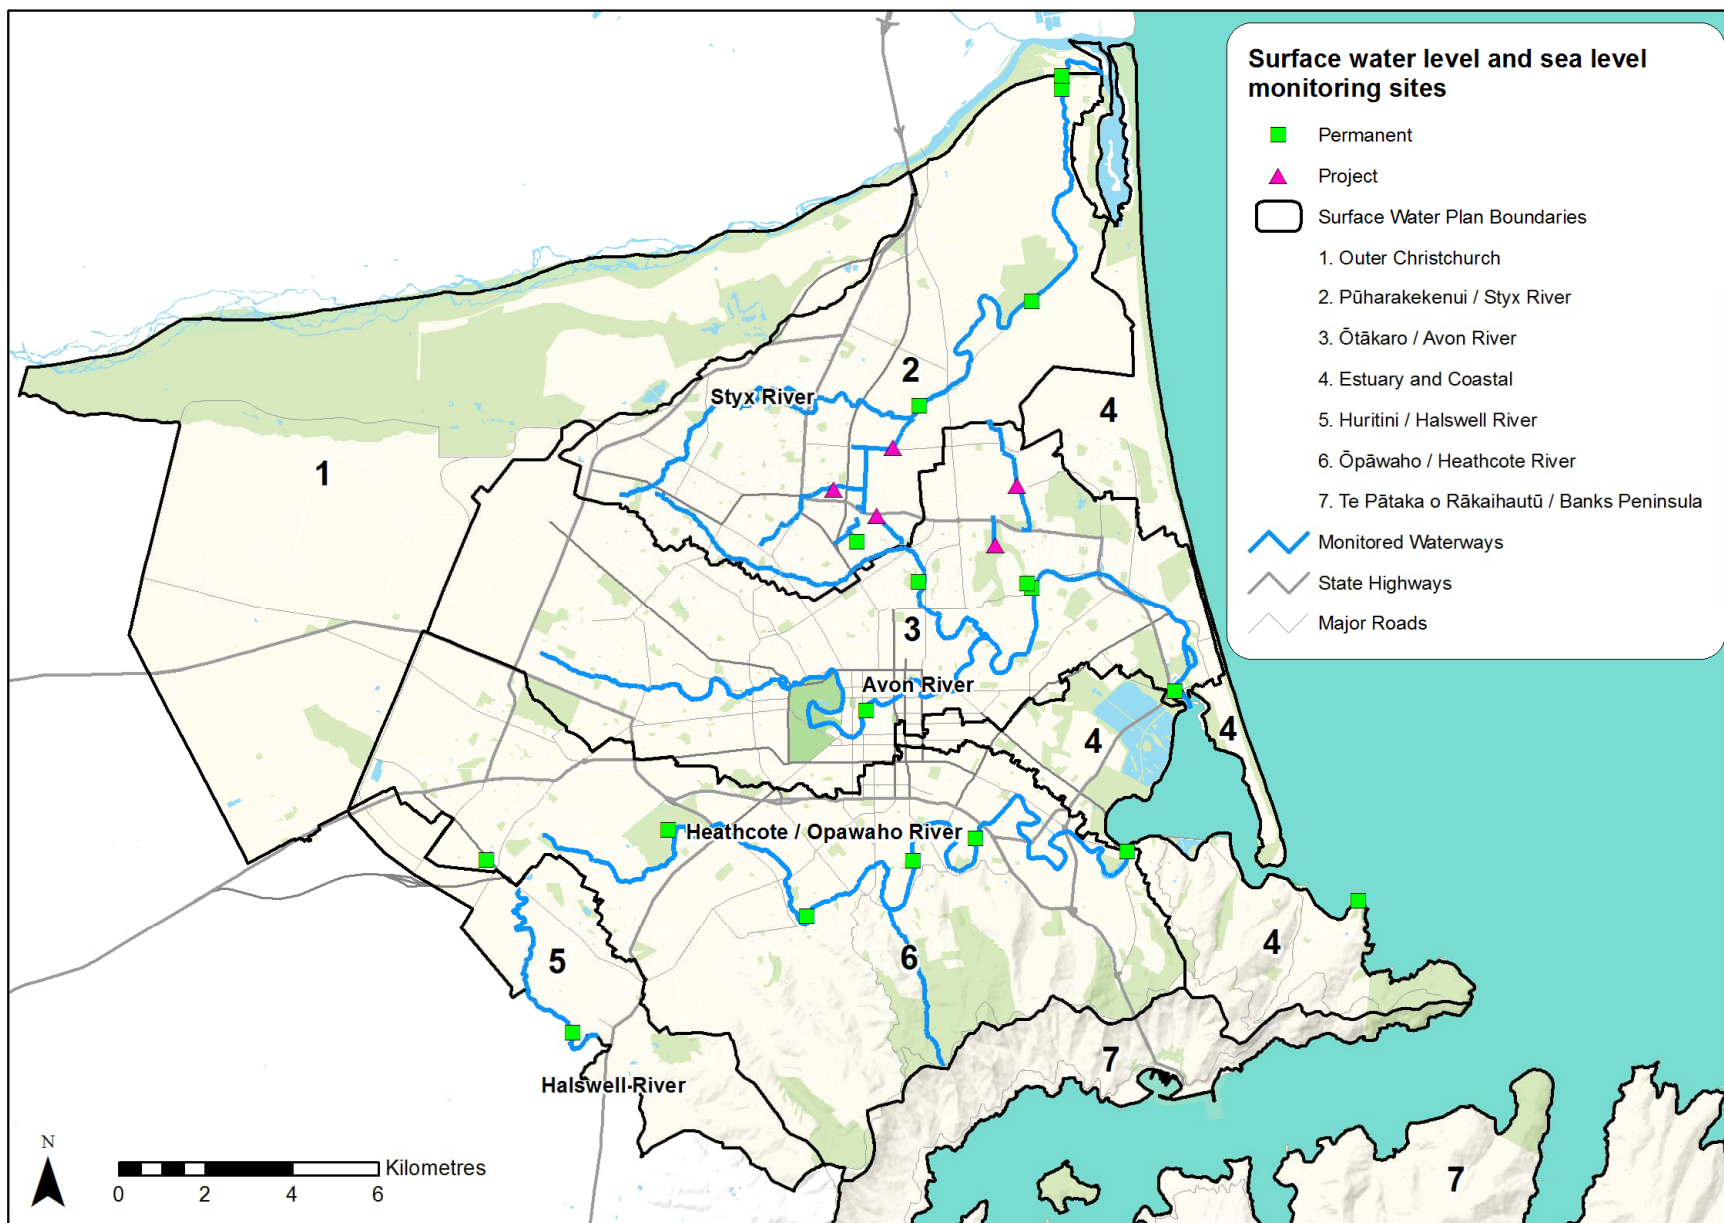 Surface water level and sea level
monitoring sites
Permanent
Project
Surface Water Plan Boundaries
1. Outer Christchurch
2. Pūharakekenui / Styx River
3. Ōtākaro / Avon River
4. Estuary and Coastal
5. Huritini / Halswell River
6. Ōpāwaho / Heathcote River
7. Te Pātaka o Rākaihautū / Banks Peninsula
Monitored Waterways
State Highways
Major Roads
2
Styx River
4
1
3
Avon River
4
4
Heathcote / Opawaho River
4
5
6
7
Halswell River
7
N
Kilometres
0 2 4 6